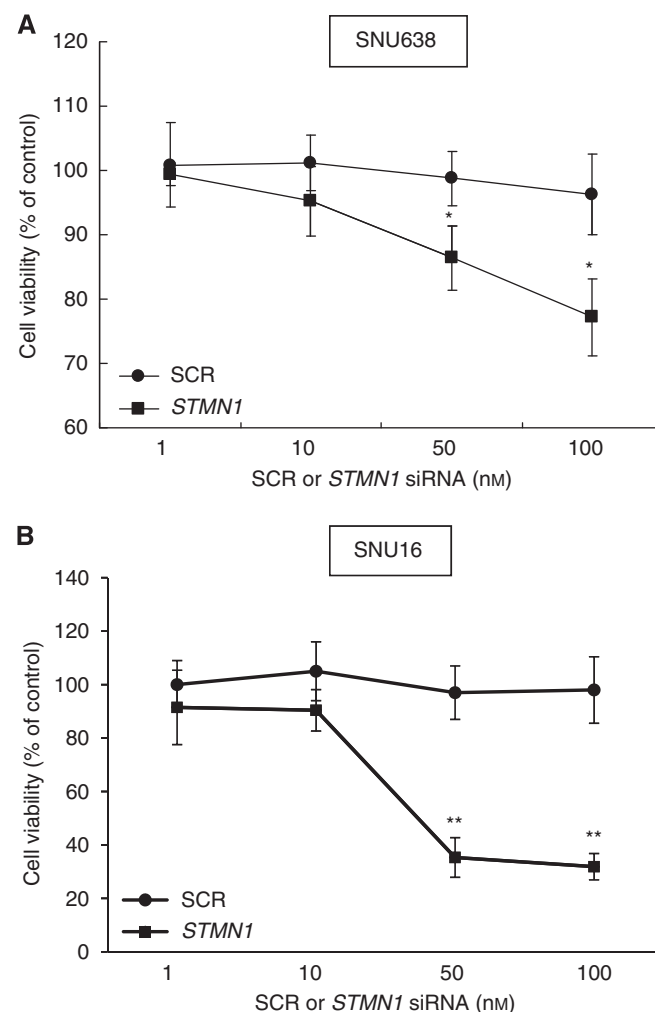 A
SNU638
Cell viability (% of control)
120
110
100
90
80
70
60
*
*
SCR
STMN1
1 10 50 100
SCR or STMN1 siRNA (nM)
B
SNU16
Cell viability (% of control)
140
120
100
80
60
40
20
0
**
**
SCR
STMN1
1 10 50 100
SCR or STMN1 siRNA (nM)